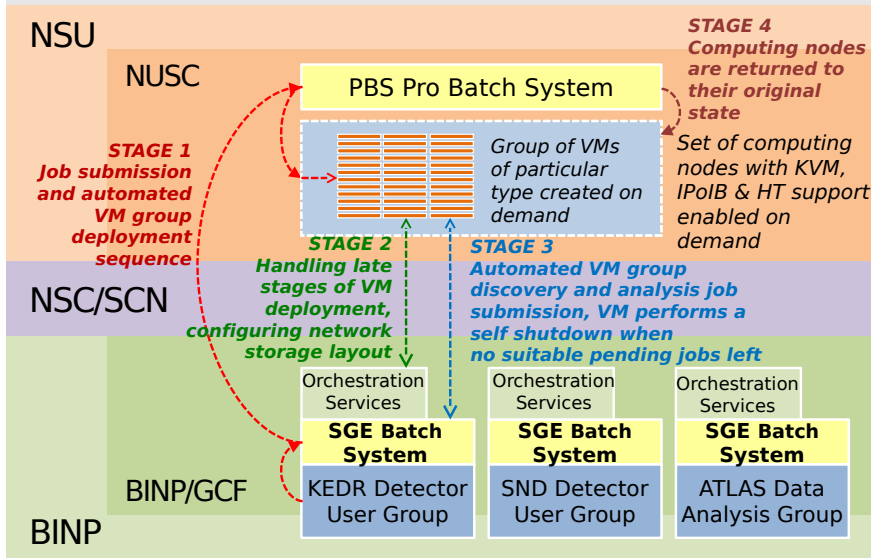 NSU
NUSC
PBS Pro Batch System
STAGE 4
Computing nodes
are returned to
their original
state
STAGE 1
Job submission
and automated
VM group
deployment
sequence
Group of VMs
of particular
type created on
demand
Set of computing
nodes with KVM,
IPoIB & HT support
enabled on
demand
STAGE 2
Handling late
stages of VM
deployment,
configuring network
storage layout
STAGE 3
Automated VM group
discovery and analysis job
submission, VM performs a
self shutdown when
no suitable pending jobs left
NSC/SCN
Orchestration
Services
SGE Batch
System
KEDR Detector
User Group
Orchestration
Services
SGE Batch
System
SND Detector
User Group
Orchestration
Services
SGE Batch
System
ATLAS Data
Analysis Group
BINP/GCF
BINP